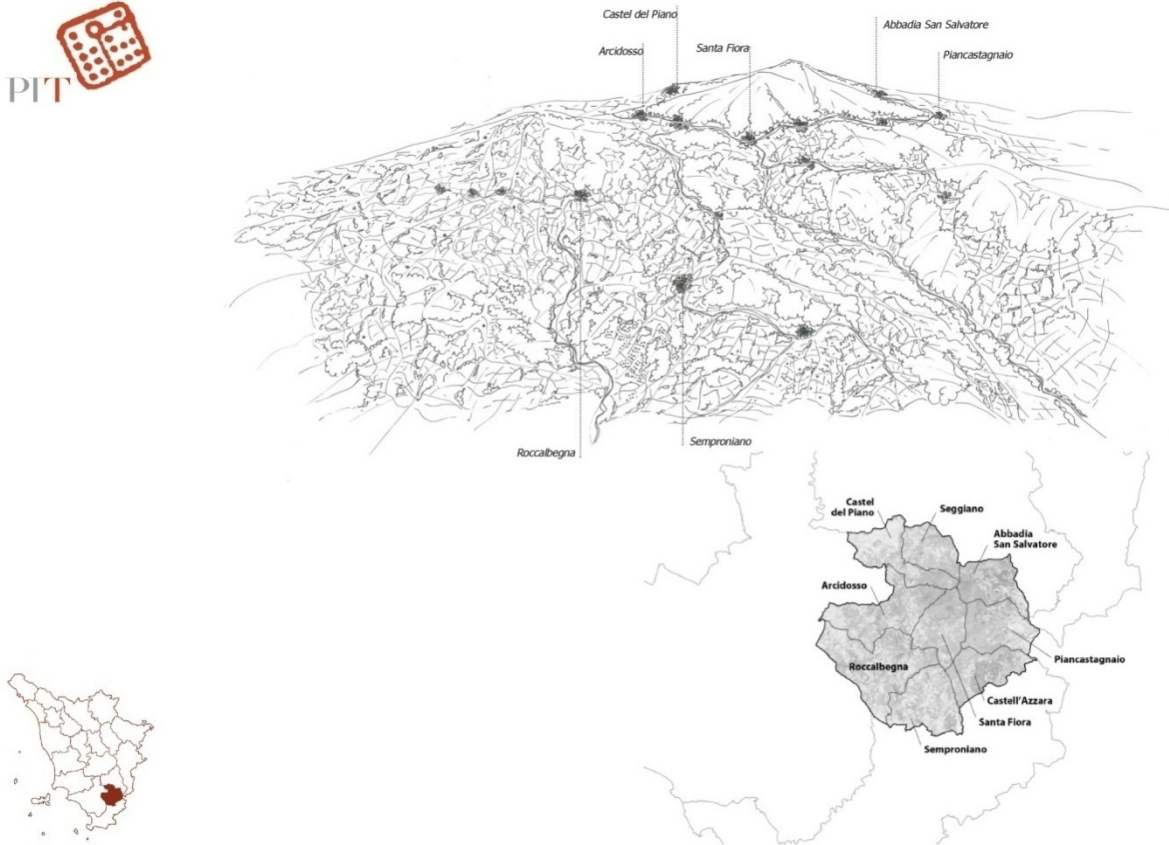 PIT
Castel del Piano
Abbadia San Salvatore
Arcidosso
Santa Fiora
Piancastagnaio
Roccalbegna
Semproniano
Castel
del Piano
Seggiano
Abbadia
San Salvatore
Arcidosso
Roccalbegna
Piancastagnaio
Castell'Azzara
Santa Fiora
Semproniano